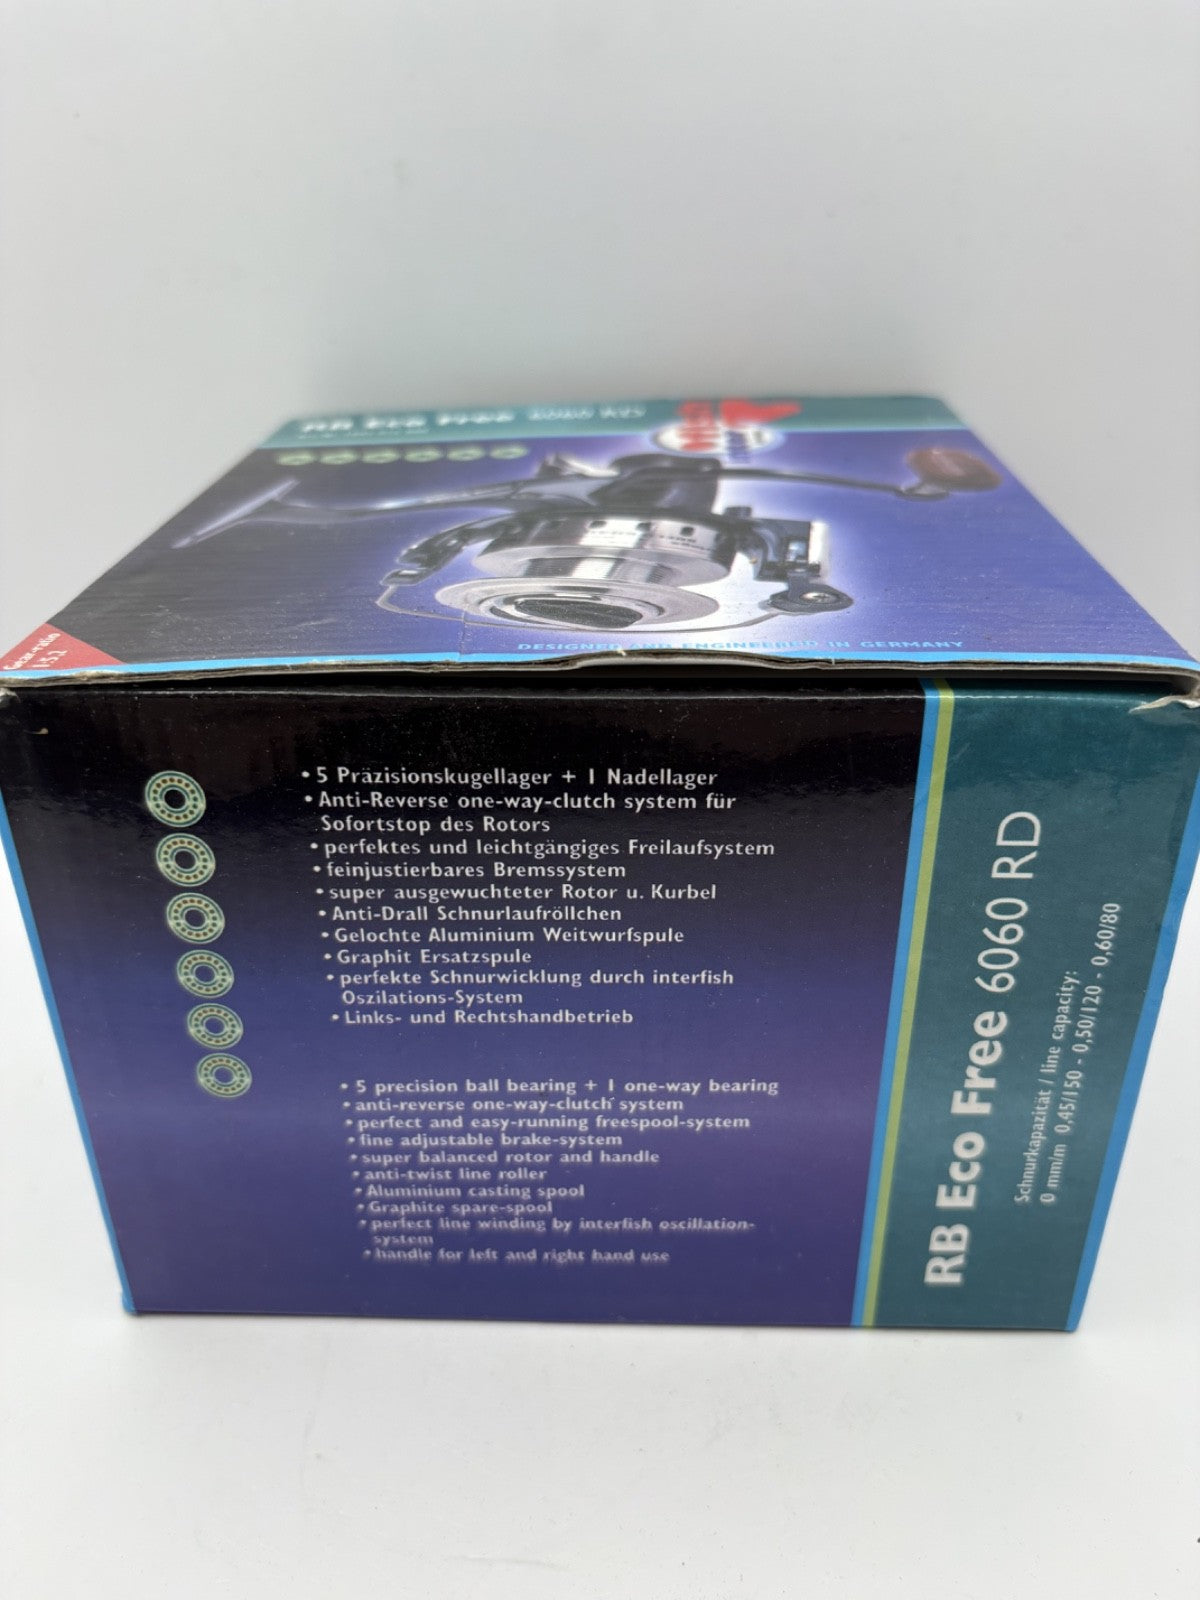 RB Eco Free 6060 RD
DESIGNED AND ENGINEERED IN GERMANY
Gear-ratio
• 5 Präzisionskugellager + 1 Nadellager
• Anti-Reverse one-way-clutch system für
Sofortstop des Rotors
• perfektes und leichtgängiges Freilaufsystem
• feinjustierbares Bremssystem
• super ausgewuchteter Rotor u. Kurbel
• Anti-Drall Schnurlaufröllchen
• Gelochte Aluminium Weitwurfspule
• Graphit Ersatzspule
• perfekte Schnurwicklung durch interfish
Oszilations-System
• Links- und Rechtshandbetrieb
• 5 precision ball bearing + 1 one-way bearing
• anti-reverse one-way-clutch system
• perfect and easy-running freespool-system
• fine adjustable brake-system
• super balanced rotor and handle
• anti-twist line roller
• Aluminium casting spool
• Graphite spare-spool
• perfect line winding by interfish oscillation-
system
• handle for left and right hand use
RB Eco Free 6060 RD
Schnurkapazität / line capacity:
0 mm/m 0,45/150 - 0,50/120 - 0,60/80